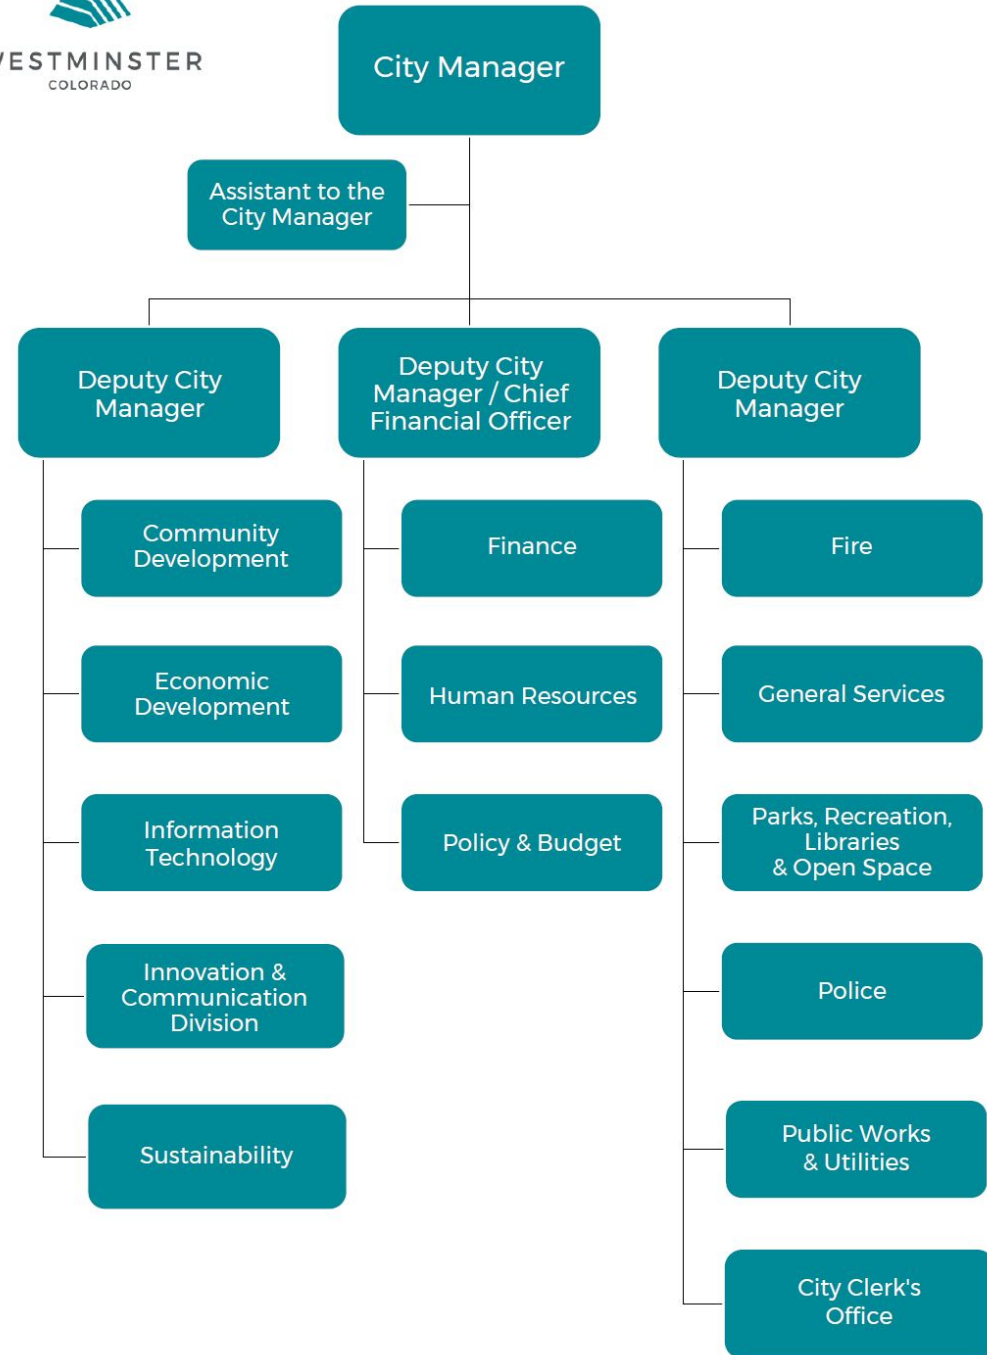 WESTMINSTER
COLORADO
City Manager
Assistant to the
City Manager
Deputy City
Manager
Deputy City
Manager / Chief
Financial Officer
Deputy City
Manager
Community
Development
Economic
Development
Information
Technology
Innovation &
Communication
Division
Sustainability
Finance
Human Resources
Policy & Budget
Fire
General Services
Parks, Recreation,
Libraries
& Open Space
Police
Public Works
& Utilities
City Clerk's
Office